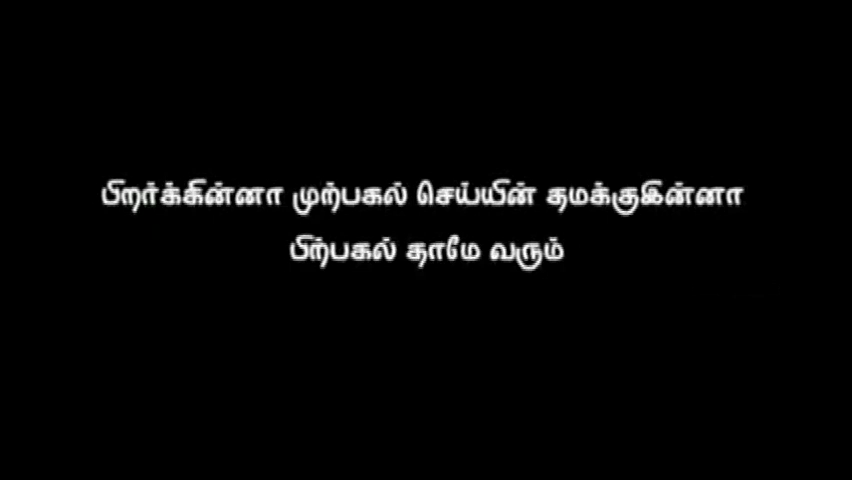 பிறர்க்கின்னா முற்பகல் செய்யின் தமக்குஇன்னா
பிற்பகல் தாமே வரும்